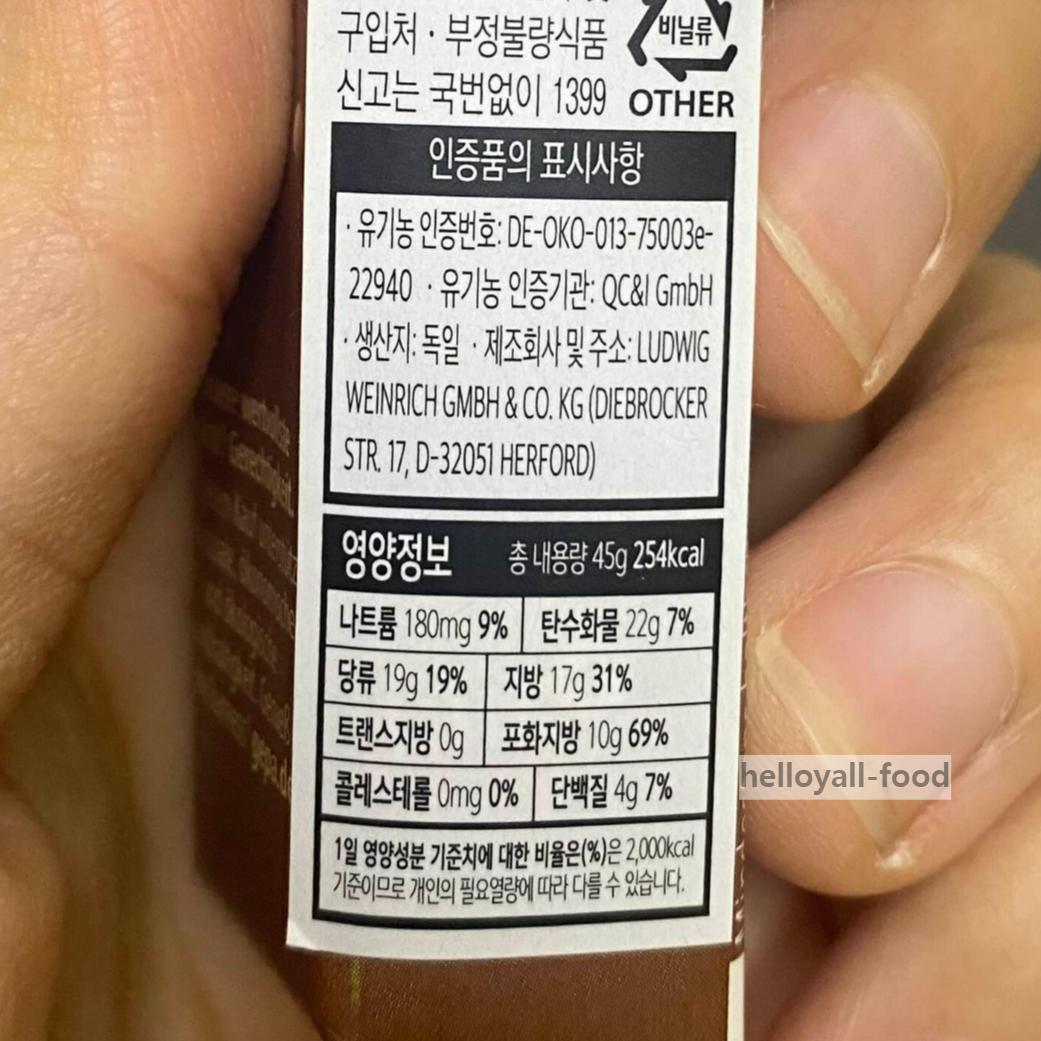 구입처 · 부정불량식품
신고는 국번없이 1399
비닐류
OTHER
인증품의 표시사항
· 유기농 인증번호: DE-OKO-013-75003e-
22940 · 유기농 인증기관: QC&I GmbH
· 생산지: 독일 · 제조회사 및 주소: LUDWIG
WEINRICH GMBH & CO. KG (DIEBROCKER
STR. 17, D-32051 HERFORD)
영양정보 총 내용량 45g 254kcal
나트륨 180mg 9% 탄수화물 22g 7%
당류 19g 19% 지방 17g 31%
트랜스지방 0g 포화지방 10g 69%
콜레스테롤 0mg 0% 단백질 4g 7%
1일 영양성분 기준치에 대한 비율은(%)은 2,000kcal
기준이므로 개인의 필요열량에 따라 다를 수 있습니다.
helloyall-food